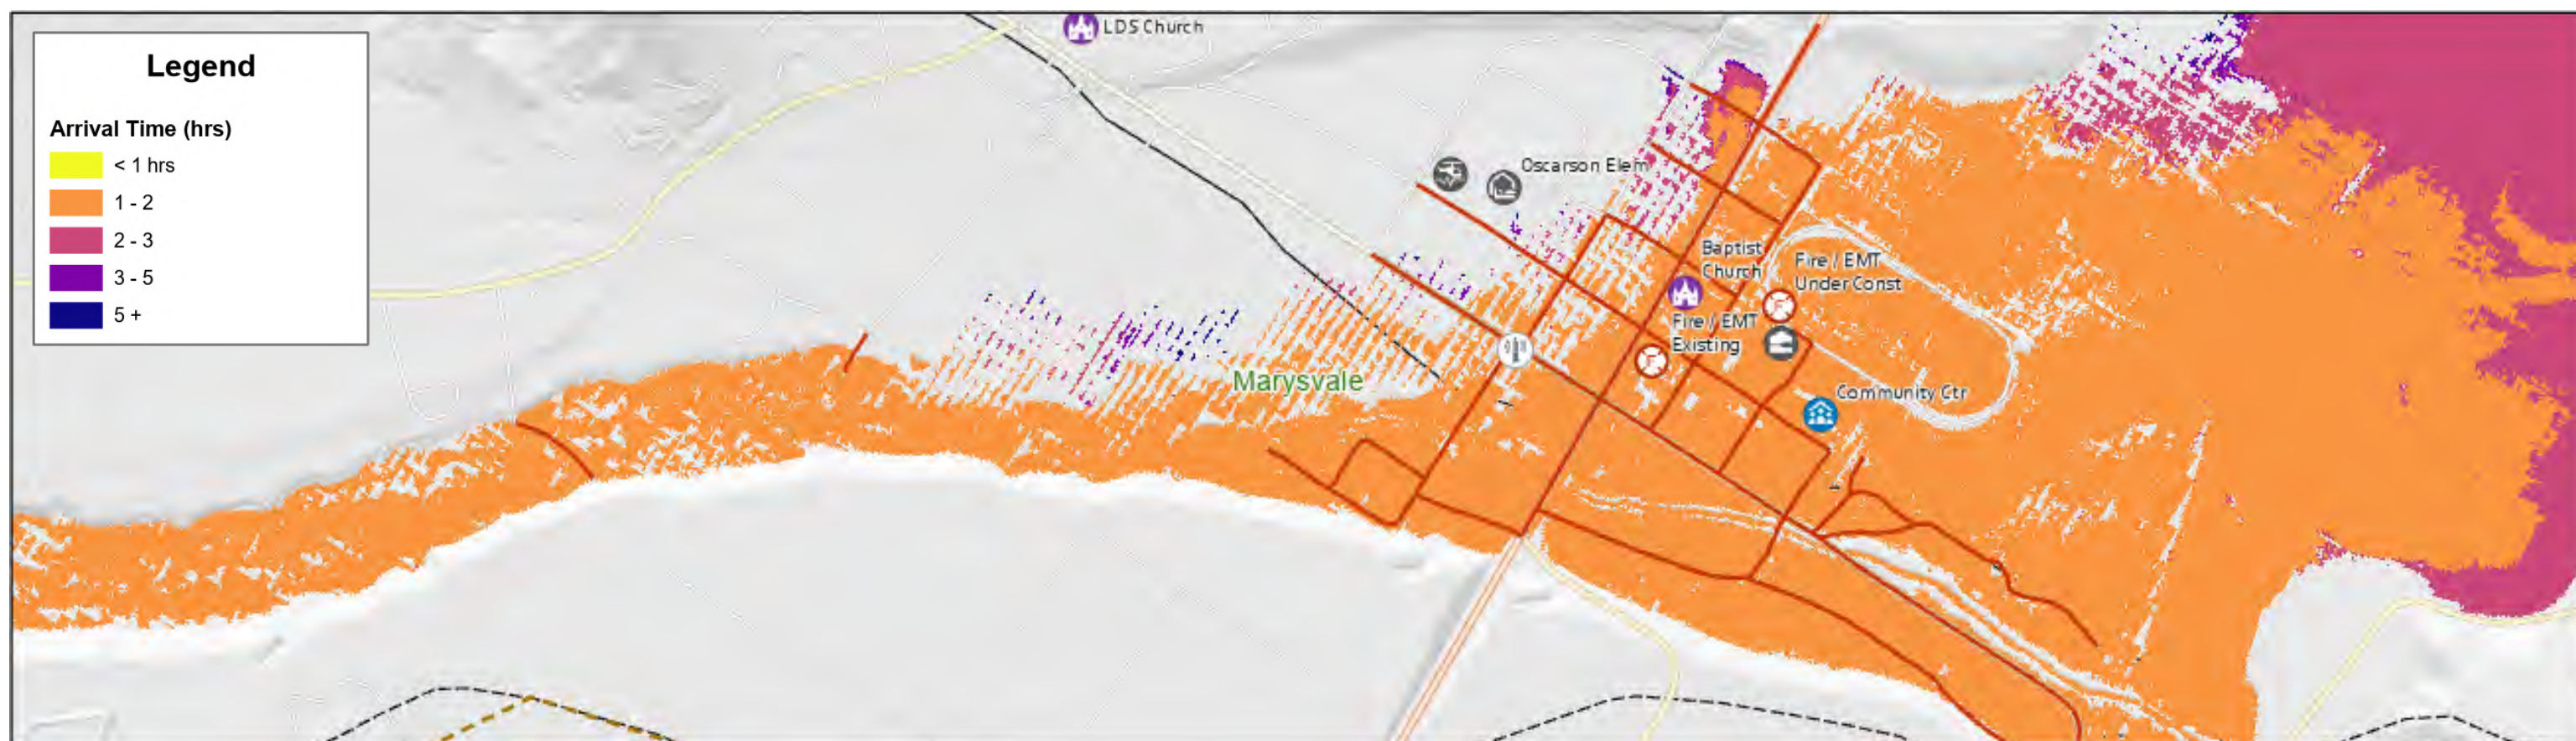 Legend
Arrival Time (hrs)
< 1 hrs
1 - 2
2 - 3
3 - 5
5 +
LDS Church
Oscarson Elem
Baptist
Church
Fire / EMT
Under Const
Fire / EMT
Existing
Marysvale
Community Ctr